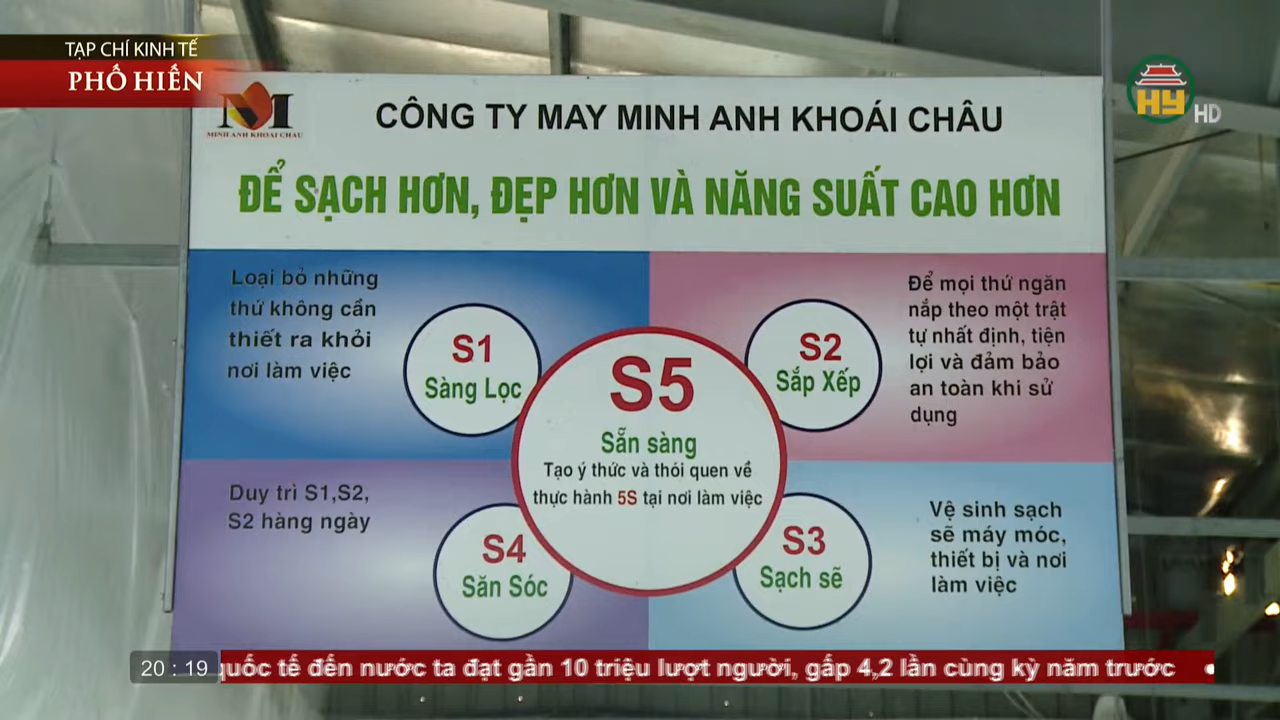 TẠP CHÍ KINH TẾ
PHỐ HIẾN
HY HD
MINH ANH KHOAI CHAU
CÔNG TY MAY MINH ANH KHOÁI CHÂU
ĐỂ SẠCH HƠN, ĐẸP HƠN VÀ NĂNG SUẤT CAO HƠN
Loại bỏ những
thứ không cần
thiết ra khỏi
nơi làm việc
S1
Sàng Lọc
S2
Sắp Xếp
Để mọi thứ ngăn
nắp theo một trật
tự nhất định, tiện
lợi và đảm bảo
an toàn khi sử
dụng
S5
Sẵn sàng
Tạo ý thức và thói quen về
thực hành 5S tại nơi làm việc
Duy trì S1,S2,
S2 hàng ngày
S4
Săn Sóc
S3
Sạch sẽ
Vệ sinh sạch
sẽ máy móc,
thiết bị và nơi
làm việc
20 : 19
quốc tế đến nước ta đạt gần 10 triệu lượt người, gấp 4,2 lần cùng kỳ năm trước